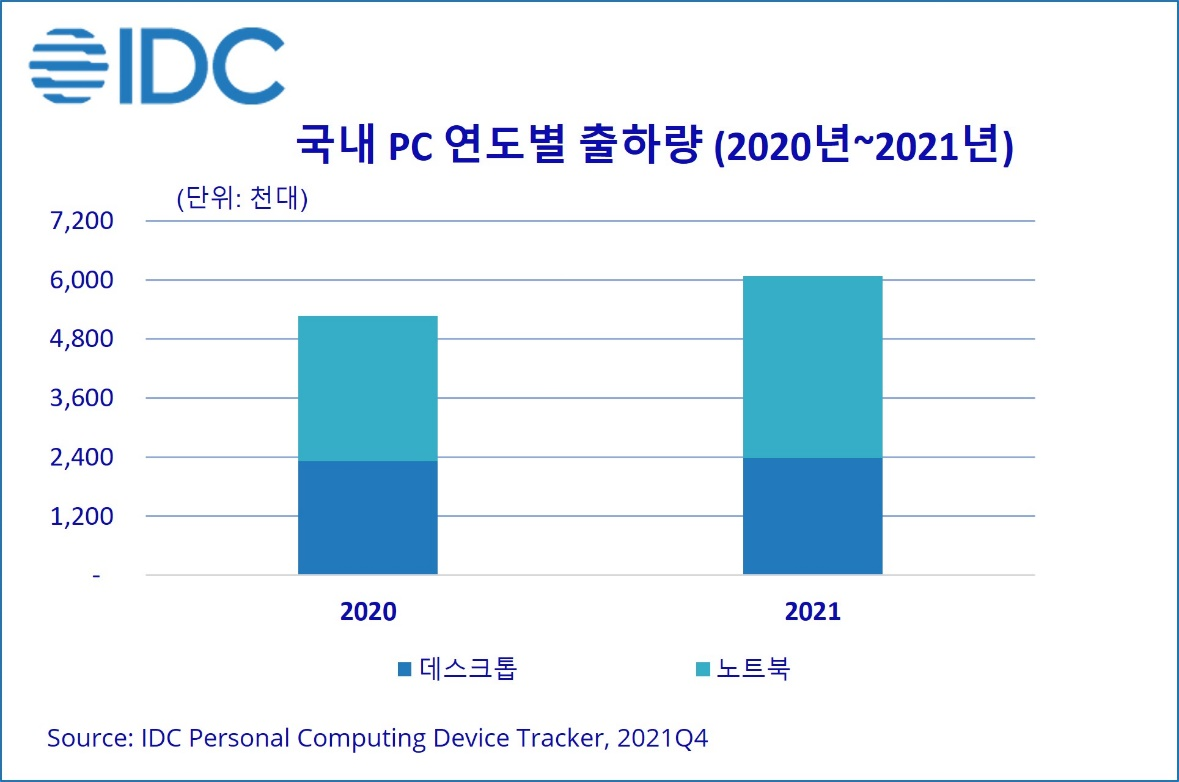 IDC
국내 PC 연도별 출하량 (2020년~2021년)
(단위: 천대)
7,200
6,000
4,800
3,600
2,400
1,200
-
2020
2021
데스크톱
노트북
Source: IDC Personal Computing Device Tracker, 2021Q4